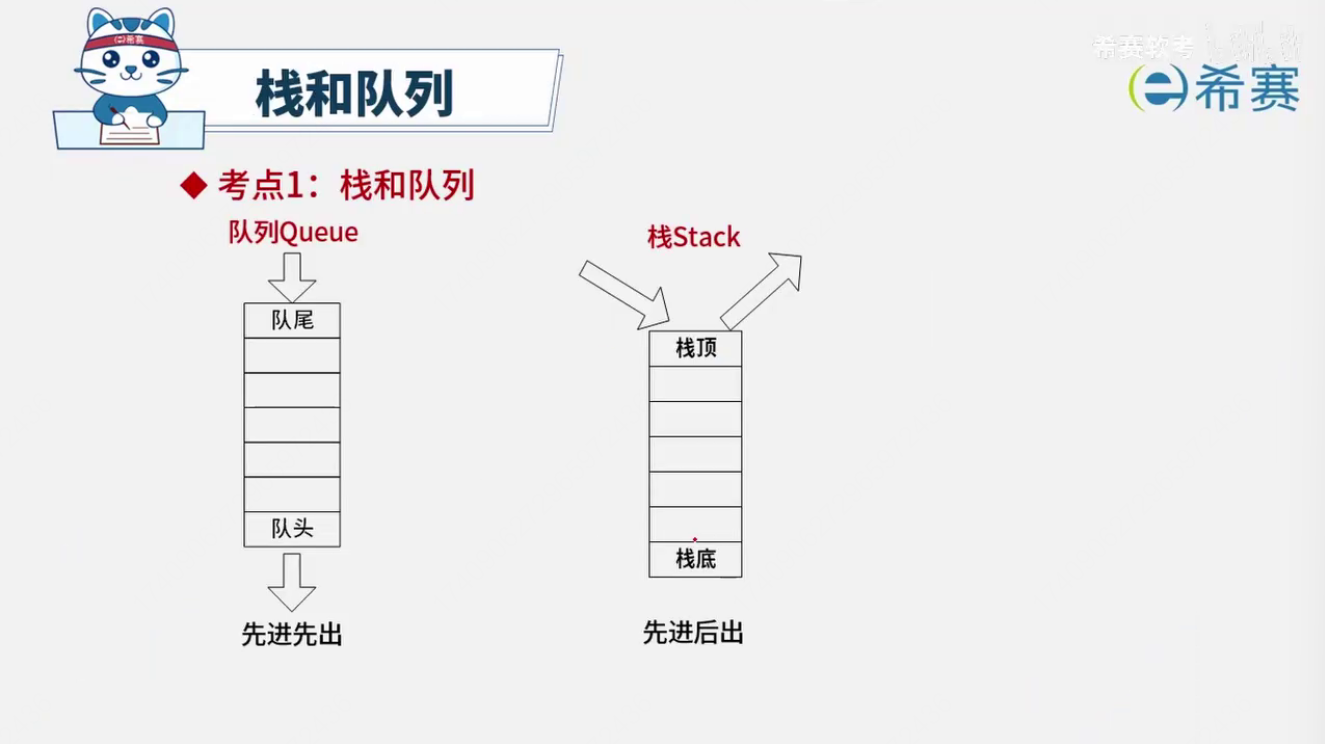 希赛
希赛软考
栈和队列
希赛
考点1：栈和队列
队列Queue
栈Stack
队尾
栈顶
队头
栈底
先进先出
先进后出